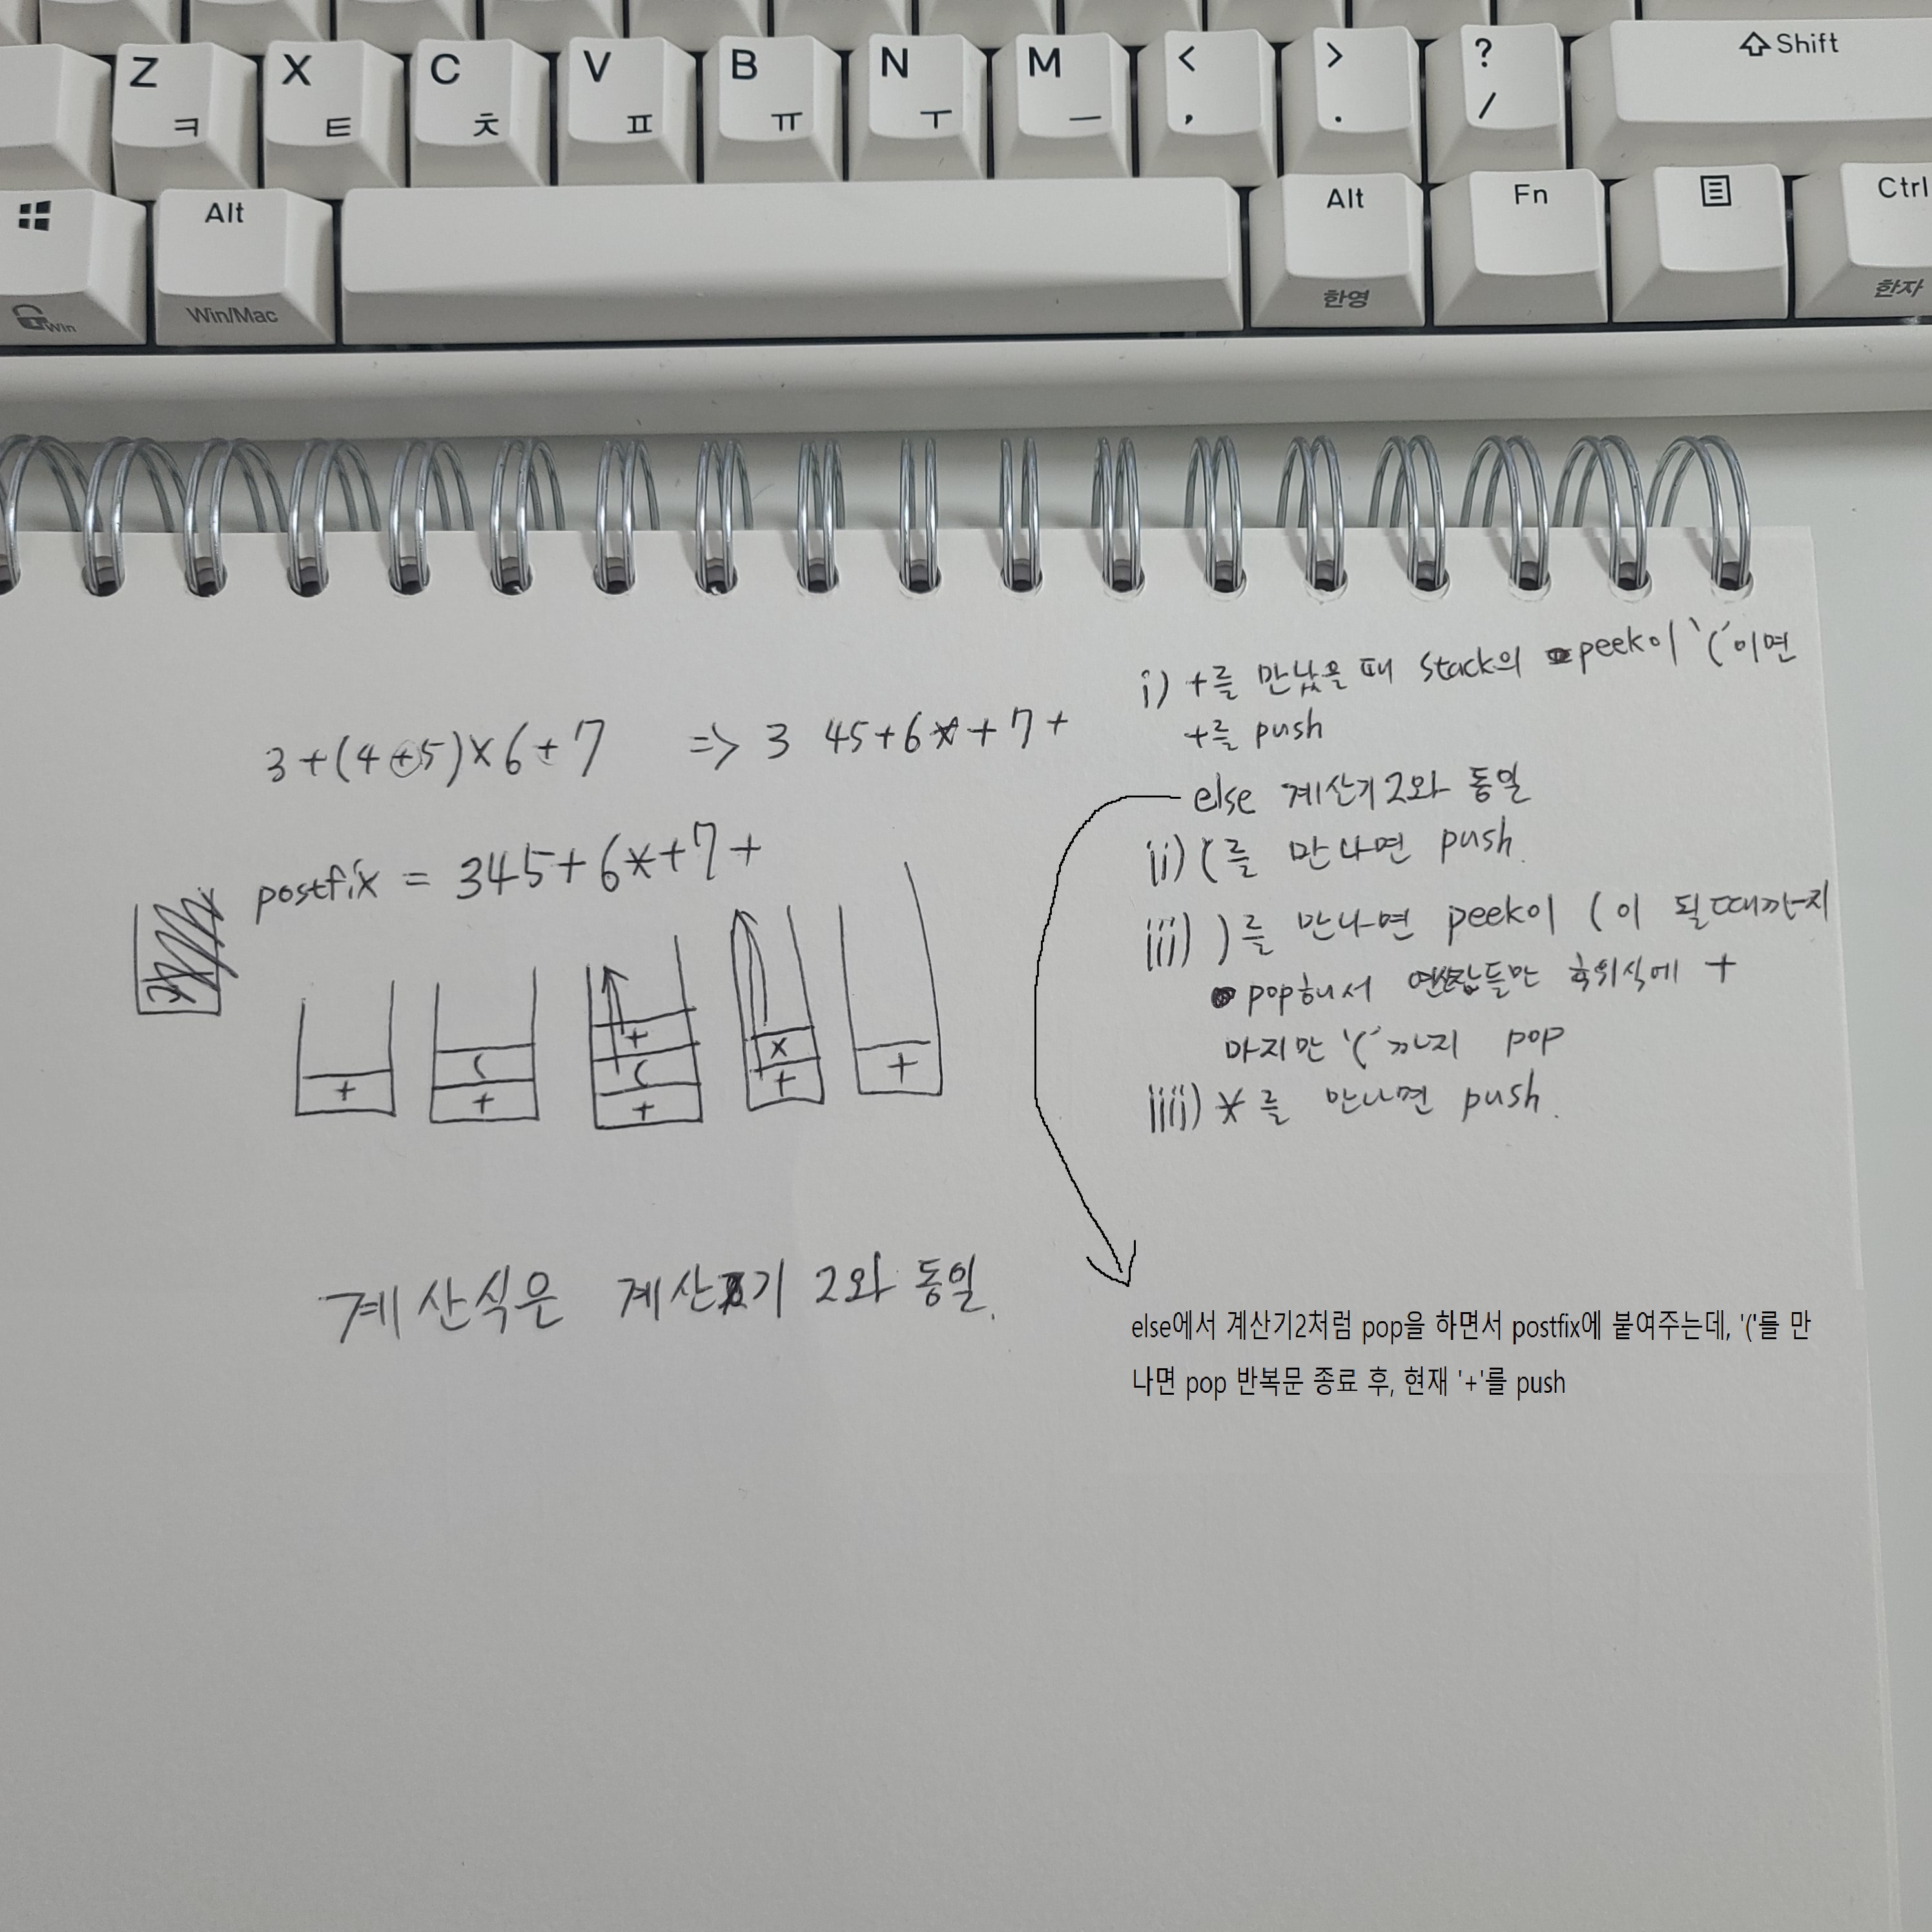 Z X C V B N M < > ? ⇧Shift
ㅋ ㅌ ㅊ ㅍ ㅠ ㅜ ㅡ , . /
Alt Alt Fn Ctrl
Win Win/Mac 한영 한자
3+(4+5)×6+7 => 3 45+6*+7+
postfix = 345+6*+7+
+
( 
+
+
(
+
×
+
+
계산식은 계산기 2와 동일.
i) +를 만났을 때 stack의 peek이 '('이면
+를 push
else 계산기2와 동일
ii) (를 만나면 push.
iii) )를 만나면 peek이 (이 될때까지
pop해서 연산잡들만 후위식에 +
마지만 '('까지 pop
iiii) *를 만나면 push.
else에서 계산기2처럼 pop을 하면서 postfix에 붙여주는데, '('를 만
나면 pop 반복문 종료 후, 현재 '+'를 push